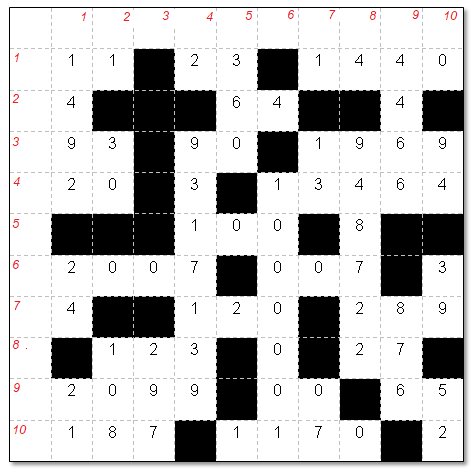 1 2 3 4 5 6 7 8 9 10
1 1 1 2 3 1 4 4 0
2 4 6 4 4
3 9 3 9 0 1 9 6 9
4 2 0 3 1 3 4 6 4
5 1 0 0 8
6 2 0 0 7 0 0 7 3
7 4 1 2 0 2 8 9
8 . 1 2 3 0 2 7
9 2 0 9 9 0 0 6 5
10 1 8 7 1 1 7 0 2